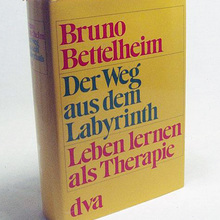 Bruno
Bettelheim
Der Weg
aus dem
Labyrinth
Leben lernen
als Therapie
dva